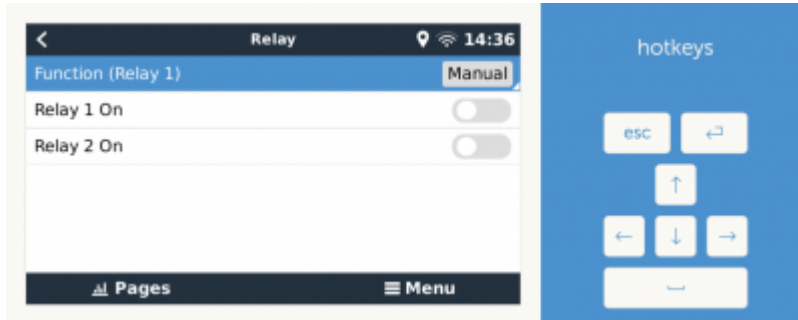 Relay 14:36
Function (Relay 1) Manual
Relay 1 On
Relay 2 On
Pages Menu
hotkeys
esc